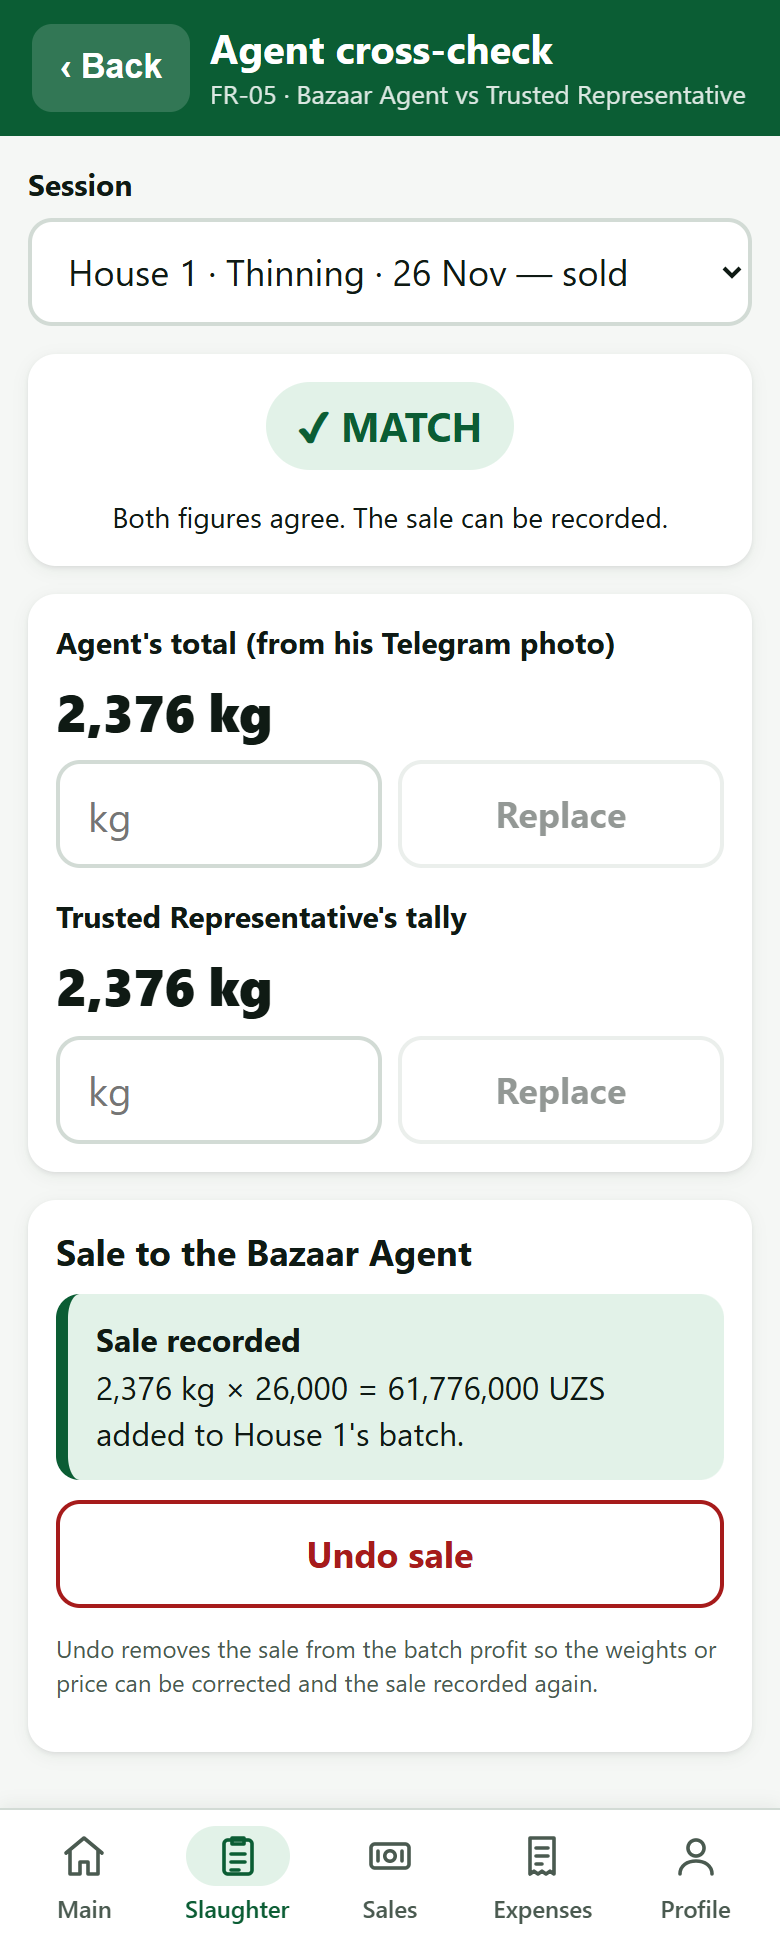 ‹ Back
Agent cross-check
FR-05 · Bazaar Agent vs Trusted Representative
Session
House 1 · Thinning · 26 Nov — sold
✓ MATCH
Both figures agree. The sale can be recorded.
Agent's total (from his Telegram photo)
2,376 kg
kg
Replace
Trusted Representative's tally
2,376 kg
kg
Replace
Sale to the Bazaar Agent
Sale recorded
2,376 kg × 26,000 = 61,776,000 UZS
added to House 1's batch.
Undo sale
Undo removes the sale from the batch profit so the weights or
price can be corrected and the sale recorded again.
Main
Slaughter
Sales
Expenses
Profile